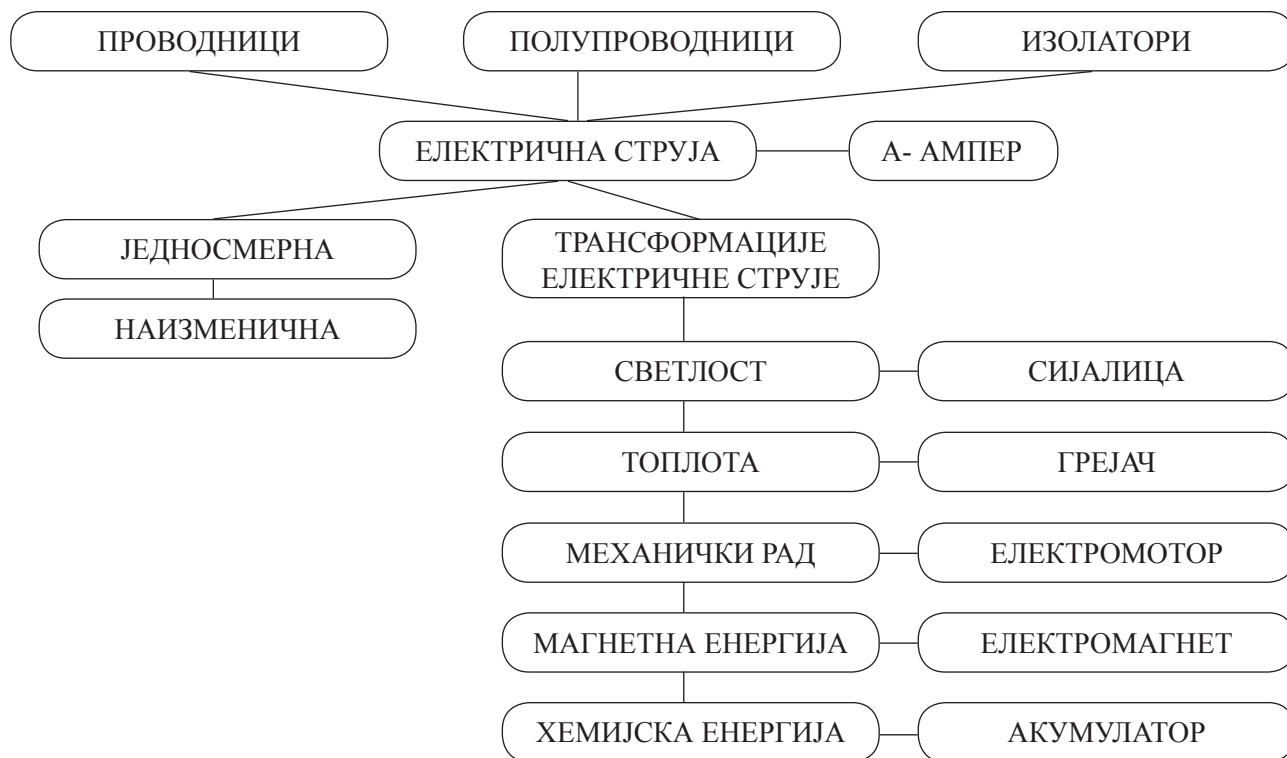 ПРОВОДНИЦИ
ПОЛУПРОВОДНИЦИ
ИЗОЛАТОРИ
ЕЛЕКТРИЧНА СТРУЈА
А- АМПЕР
ЈЕДНОСМЕРНА
НАИЗМЕНИЧНА
ТРАНСФОРМАЦИЈЕ
ЕЛЕКТРИЧНЕ СТРУЈЕ
СВЕТЛОСТ
СИЈАЛИЦА
ТОПЛОТА
ГРЕЈАЧ
МЕХАНИЧКИ РАД
ЕЛЕКТРОМОТОР
МАГНЕТНА ЕНЕРГИЈА
ЕЛЕКТРОМАГНЕТ
ХЕМИЈСКА ЕНЕРГИЈА
АКУМУЛАТОР